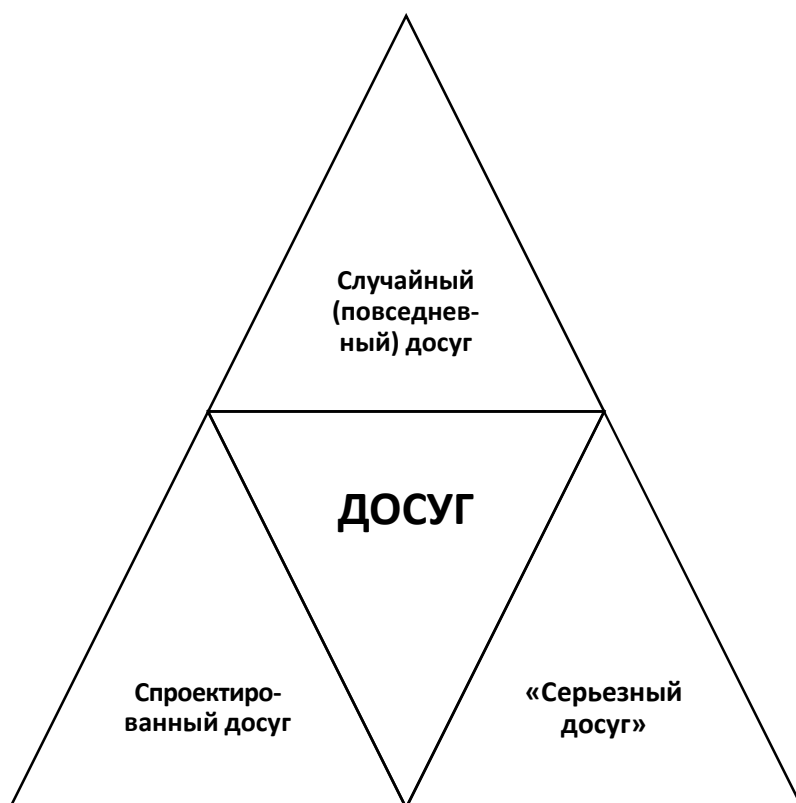 Случайный
(повседнев-
ный) досуг
ДОСУГ
Спроектиро-
ванный досуг
«Серьезный
досуг»